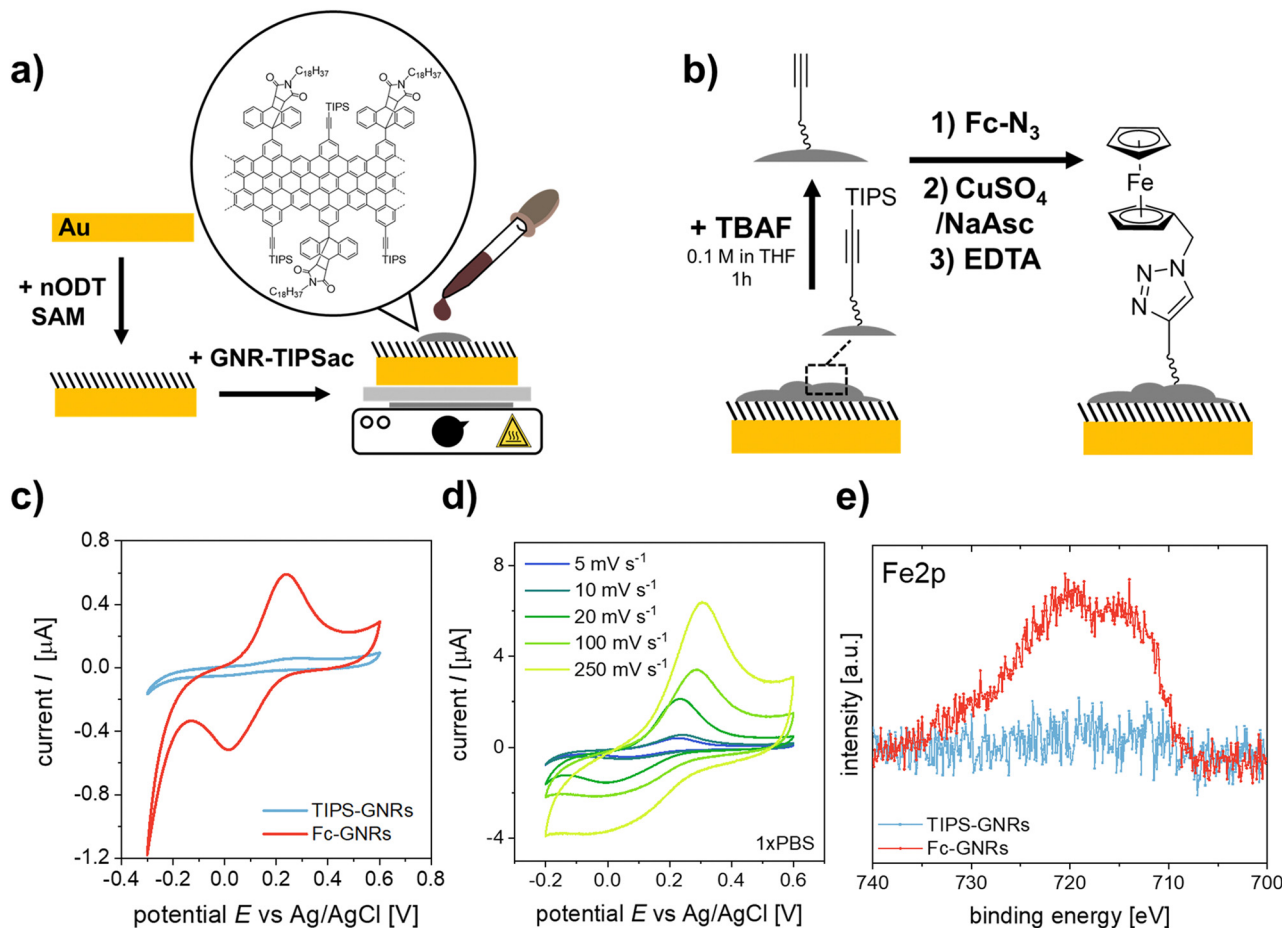 a)
C₁₈H₃₇
C₁₈H₃₇
O
N
O
O
N
O
TIPS
TIPS
TIPS
O
N
O
C₁₈H₃₇
Au
+ nODT
SAM
+ GNR-TIPSac
b)
TIPS
+ TBAF
0.1 M in THF
1h
1) Fc-N₃
2) CuSO₄
/NaAsc
3) EDTA
Fe
N
N
N
c)
0.8
0.4
0.0
-0.4
-0.8
-1.2
-0.4 -0.2 0.0 0.2 0.4 0.6 0.8
current I [µA]
potential E vs Ag/AgCl [V]
TIPS-GNRs
Fc-GNRs
d)
8
4
0
-4
-0.2 0.0 0.2 0.4 0.6
current I [µA]
potential E vs Ag/AgCl [V]
5 mV s⁻¹
10 mV s⁻¹
20 mV s⁻¹
100 mV s⁻¹
250 mV s⁻¹
1xPBS
e)
Fe2p
intensity [a.u.]
TIPS-GNRs
Fc-GNRs
740 730 720 710 700
binding energy [eV]